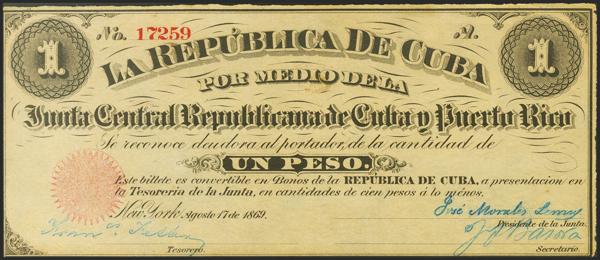 No. 17259 A.
1 LA REPÚBLICA DE CUBA 1
POR MEDIO DE LA
Junta Central Republicana de Cuba y Puerto Rico
Se reconoce deudora al portador, de la cantidad de
UN PESO.
Este billete es convertible en Bonos de la REPÚBLICA DE CUBA, a presentacion en
la Tesoreria de la Junta, en cantidades de cien pesos á lo ménos.
New York Agosto 17 de 1869.
José Morales Lemus
Presidente de la Junta
Tesorero.
Secretario.